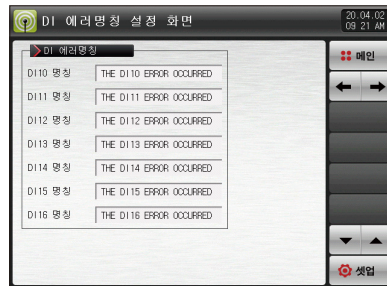 DI 에러명칭 설정 화면
20.04.02
09 21 AM
DI 에러명칭
DI10 명칭 THE DI10 ERROR OCCURRED
DI11 명칭 THE DI11 ERROR OCCURRED
DI12 명칭 THE DI12 ERROR OCCURRED
DI13 명칭 THE DI13 ERROR OCCURRED
DI14 명칭 THE DI14 ERROR OCCURRED
DI15 명칭 THE DI15 ERROR OCCURRED
DI16 명칭 THE DI16 ERROR OCCURRED
메인
셋업